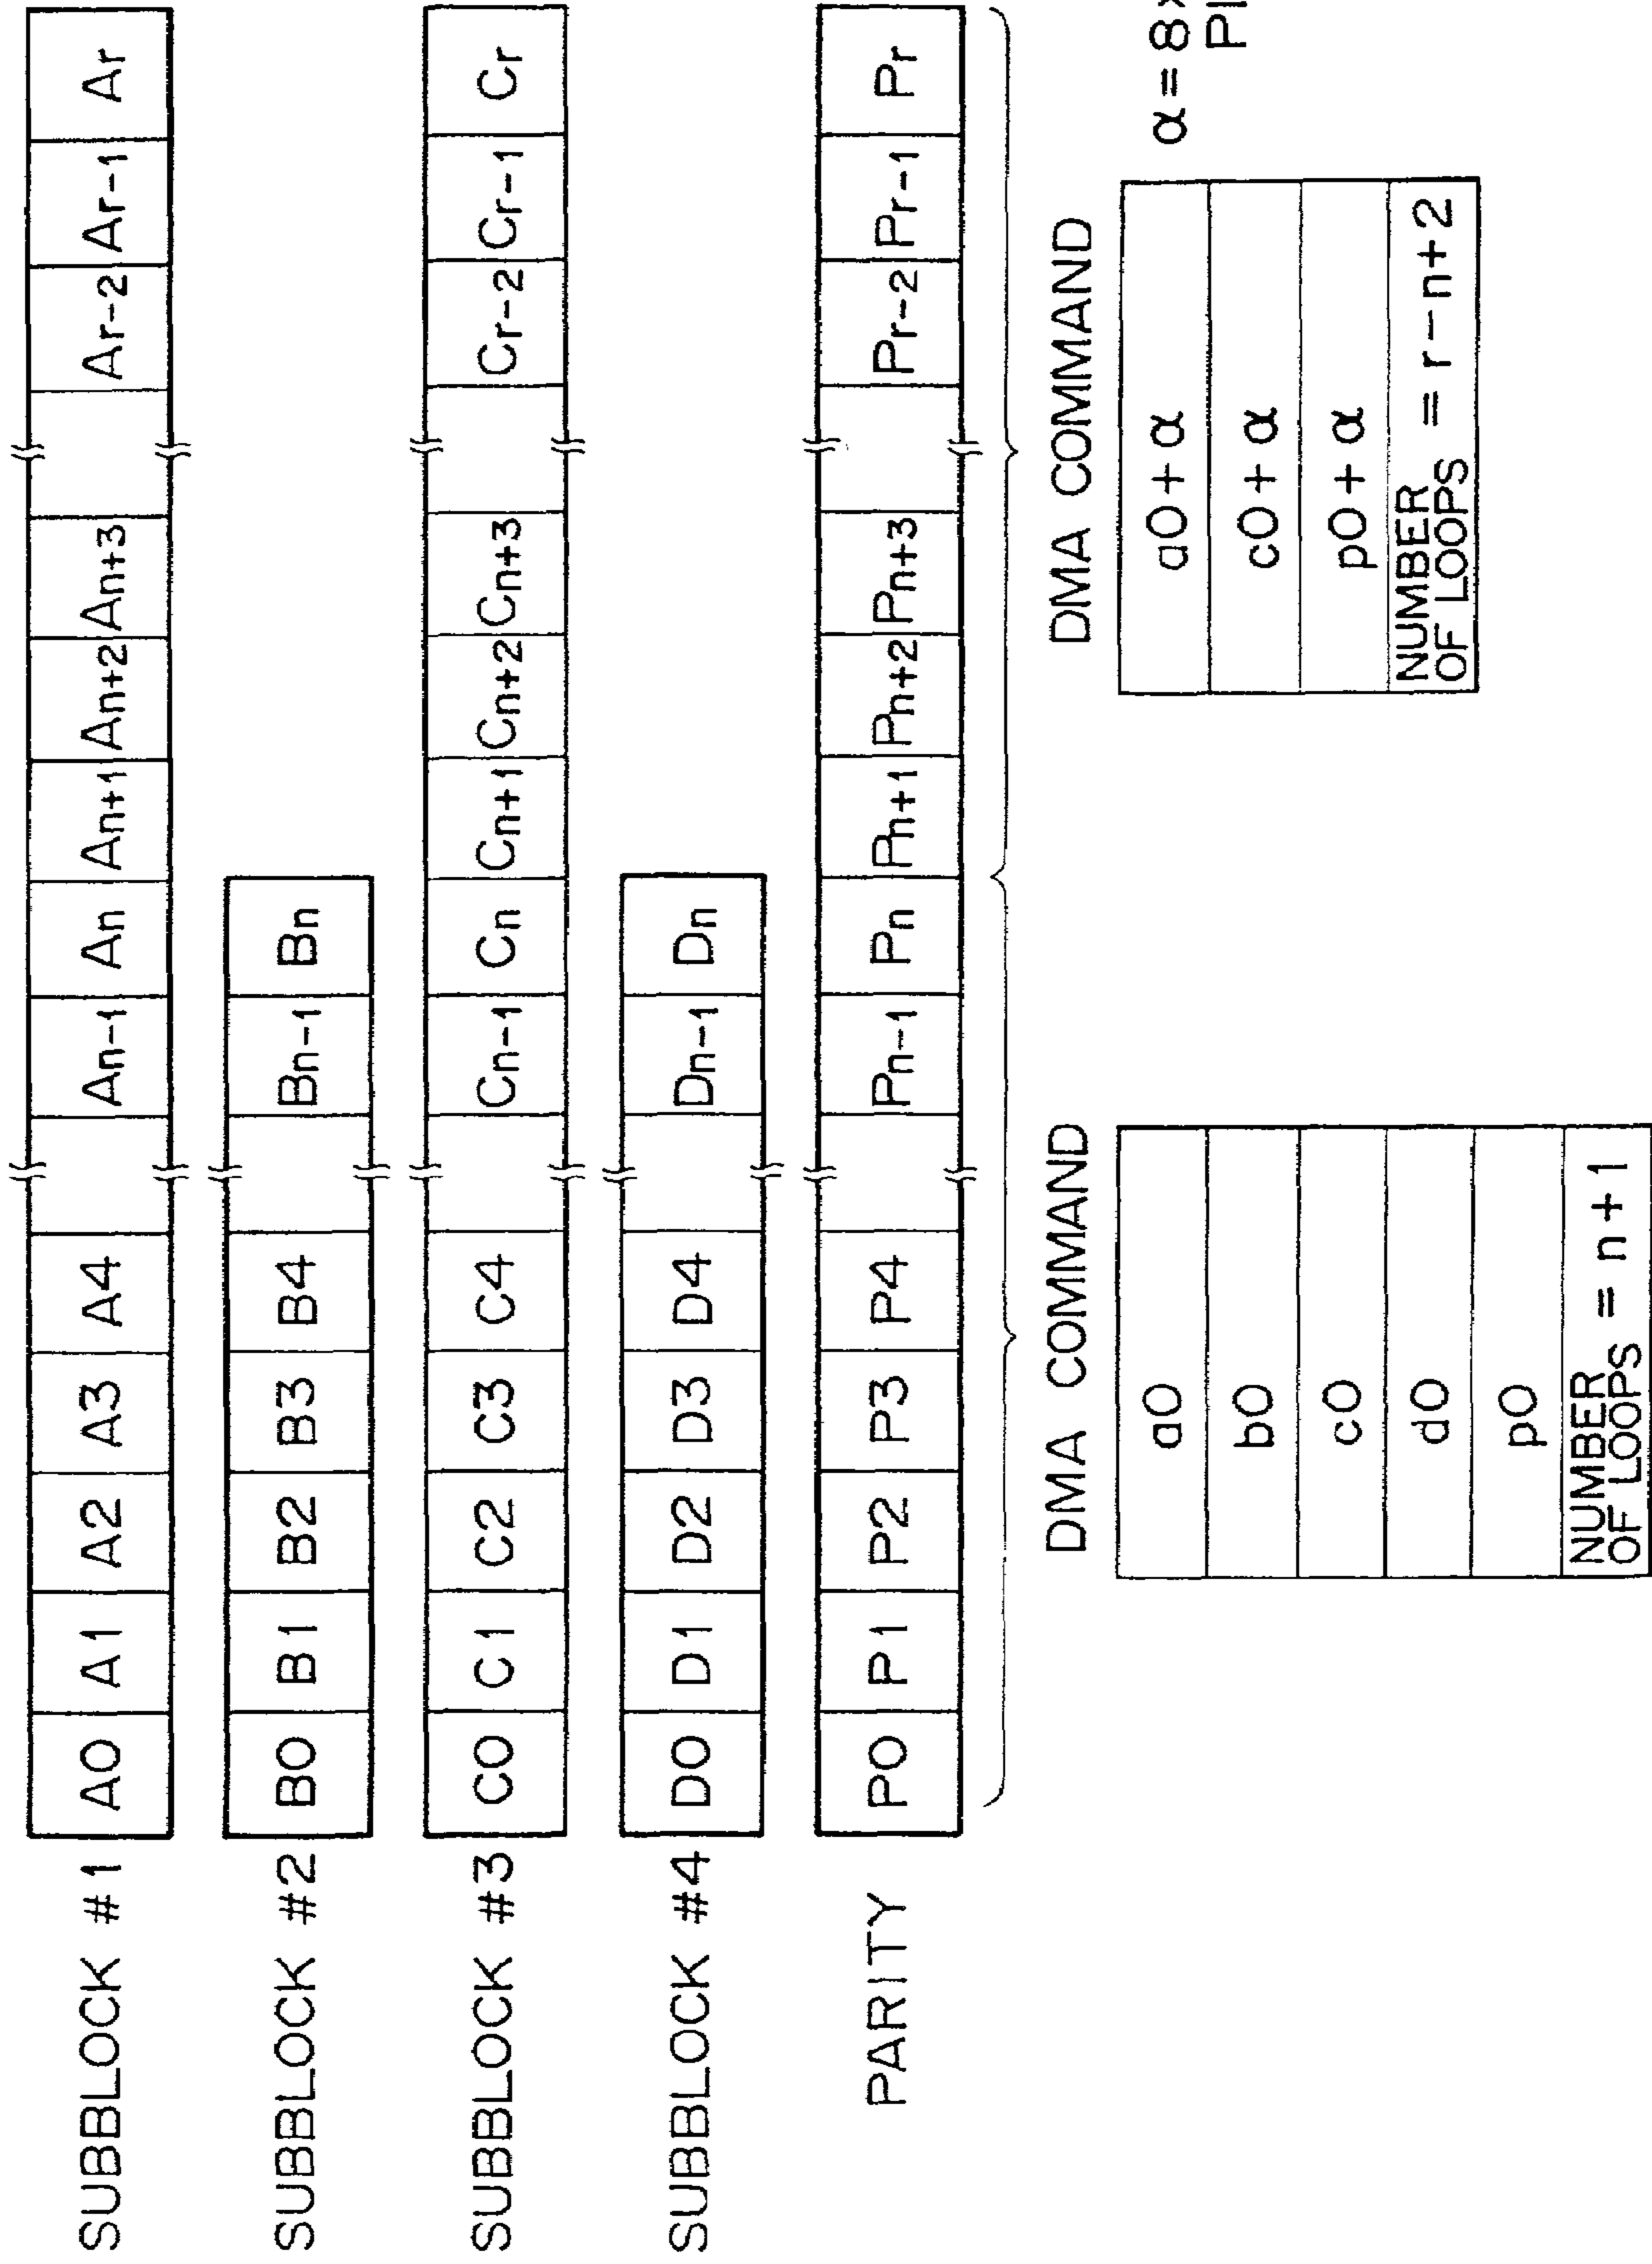 SUBBLOCK #1 A0 A1 A2 A3 A4 An-1 An An+1 An+2 An+3 Ar-2 Ar-1 Ar
SUBBLOCK #2 B0 B1 B2 B3 B4 Bn-1 Bn
SUBBLOCK #3 C0 C1 C2 C3 C4 Cn-1 Cn Cn+1 Cn+2 Cn+3 Cr-2 Cr-1 Cr
SUBBLOCK #4 D0 D1 D2 D3 D4 Dn-1 Dn
PARITY P0 P1 P2 P3 P4 Pn-1 Pn Pn+1 Pn+2 Pn+3 Pr-2 Pr-1 Pr
DMA COMMAND
a0
b0
c0
d0
p0
NUMBER
OF LOOPS = n+1
DMA COMMAND
a0+α
c0+α
p0+α
NUMBER
OF LOOPS = r-n+2
α=8×